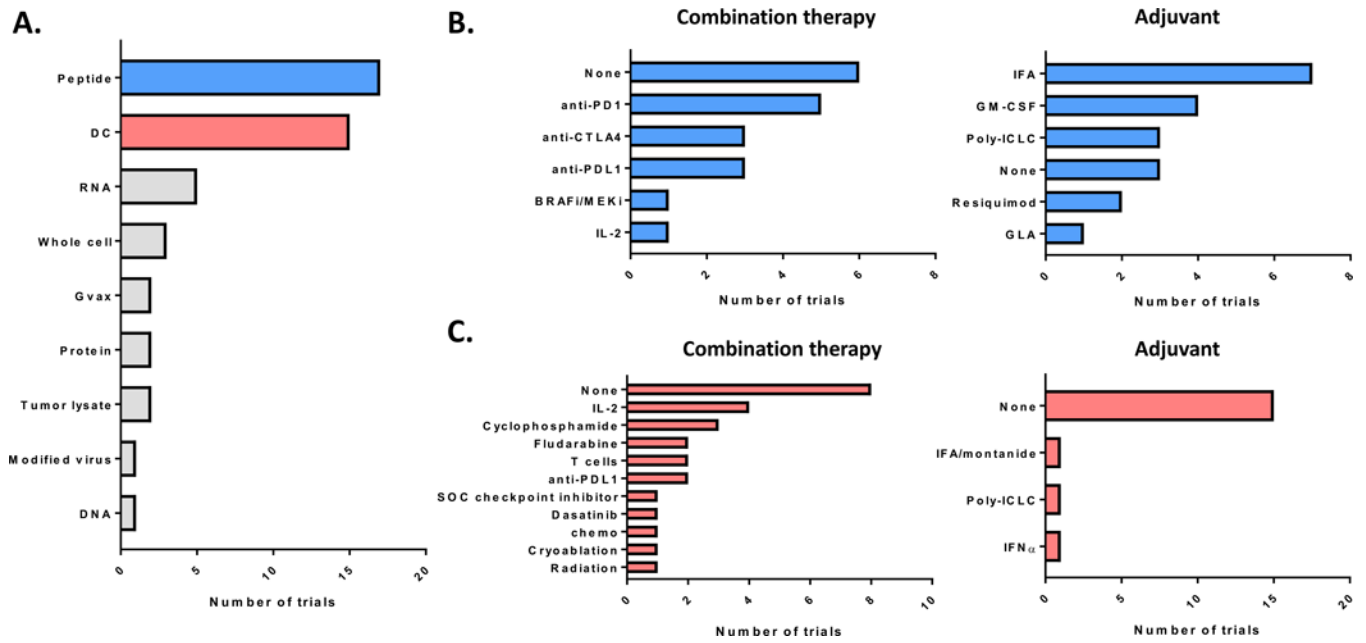 A.
Peptide
DC
RNA
Whole cell
Gvax
Protein
Tumor lysate
Modified virus
DNA
0 5 10 15 20
Number of trials
B.
Combination therapy
None
anti-PD1
anti-CTLA4
anti-PDL1
BRAFi/MEKi
IL-2
0 2 4 6 8
Number of trials
Adjuvant
IFA
GM-CSF
Poly-ICLC
None
Resiquimod
GLA
0 2 4 6 8
Number of trials
C.
Combination therapy
None
IL-2
Cyclophosphamide
Fludarabine
T cells
anti-PDL1
SOC checkpoint inhibitor
Dasatinib
chemo
Cryoablation
Radiation
0 2 4 6 8 10
Number of trials
Adjuvant
None
IFA/montanide
Poly-ICLC
IFNα
0 5 10 15 20
Number of trials